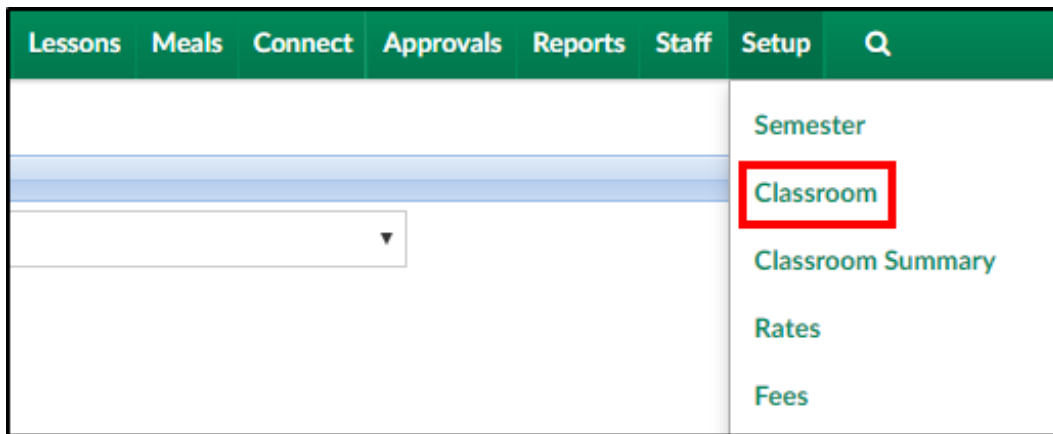 Lessons Meals Connect Approvals Reports Staff Setup
Semester
Classroom
Classroom Summary
Rates
Fees